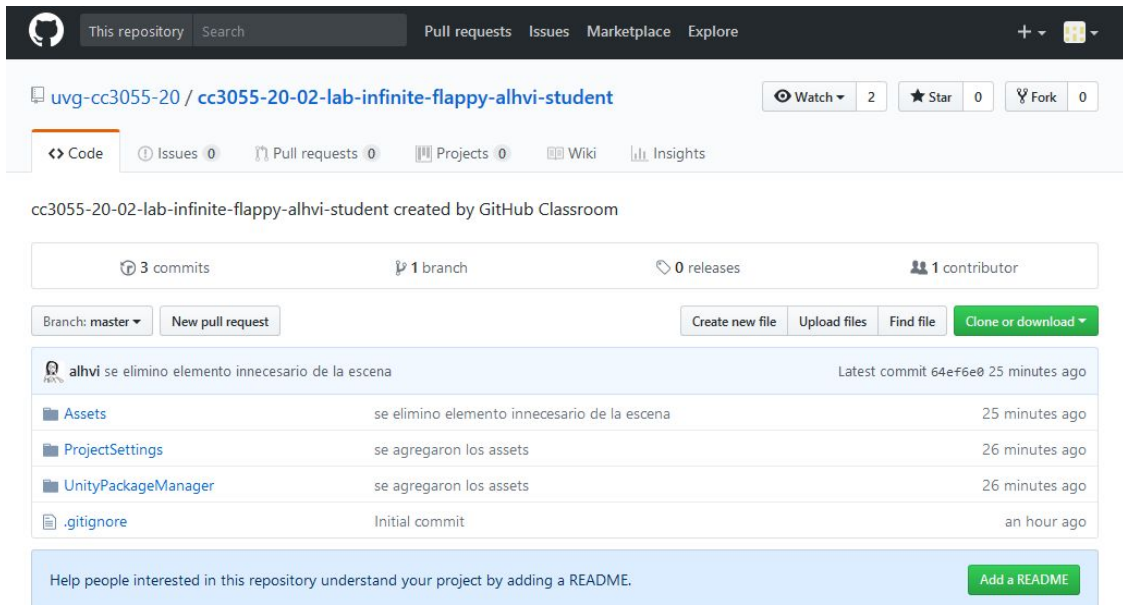 This repository Search Pull requests Issues Marketplace Explore
uvg-cc3055-20 / cc3055-20-02-lab-infinite-flappy-alhvi-student Watch 2 Star 0 Fork 0
Code Issues 0 Pull requests 0 Projects 0 Wiki Insights
cc3055-20-02-lab-infinite-flappy-alhvi-student created by GitHub Classroom
3 commits 1 branch 0 releases 1 contributor
Branch: master New pull request Create new file Upload files Find file Clone or download
alhvi se elimino elemento innecesario de la escena Latest commit 64ef6e0 25 minutes ago
Assets se elimino elemento innecesario de la escena 25 minutes ago
ProjectSettings se agregaron los assets 26 minutes ago
UnityPackageManager se agregaron los assets 26 minutes ago
.gitignore Initial commit an hour ago
Help people interested in this repository understand your project by adding a README. Add a README